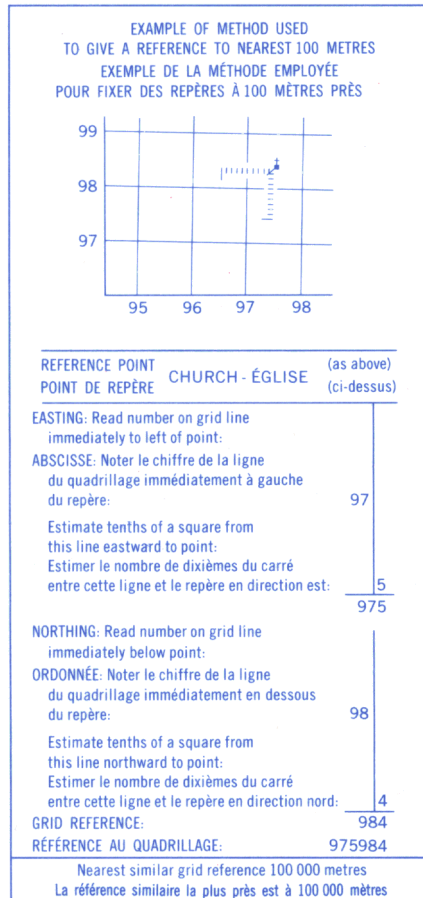 EXAMPLE OF METHOD USED
TO GIVE A REFERENCE TO NEAREST 100 METRES
EXEMPLE DE LA MÉTHODE EMPLOYÉE
POUR FIXER DES REPÈRES À 100 MÈTRES PRÈS
99
98
97
95 96 97 98
REFERENCE POINT
POINT DE REPÈRE
CHURCH - ÉGLISE
(as above)
(ci-dessus)
EASTING: Read number on grid line
immediately to left of point:
ABSCISSE: Noter le chiffre de la ligne
du quadrillage immédiatement à gauche
du repère: 97
Estimate tenths of a square from
this line eastward to point:
Estimer le nombre de dixièmes du carré
entre cette ligne et le repère en direction est: 5
975
NORTHING: Read number on grid line
immediately below point:
ORDONNÉE: Noter le chiffre de la ligne
du quadrillage immédiatement en dessous
du repère: 98
Estimate tenths of a square from
this line northward to point:
Estimer le nombre de dixièmes du carré
entre cette ligne et le repère en direction nord: 4
GRID REFERENCE: 984
RÉFÉRENCE AU QUADRILLAGE: 975984
Nearest similar grid reference 100 000 metres
La référence similaire la plus près est à 100 000 mètres